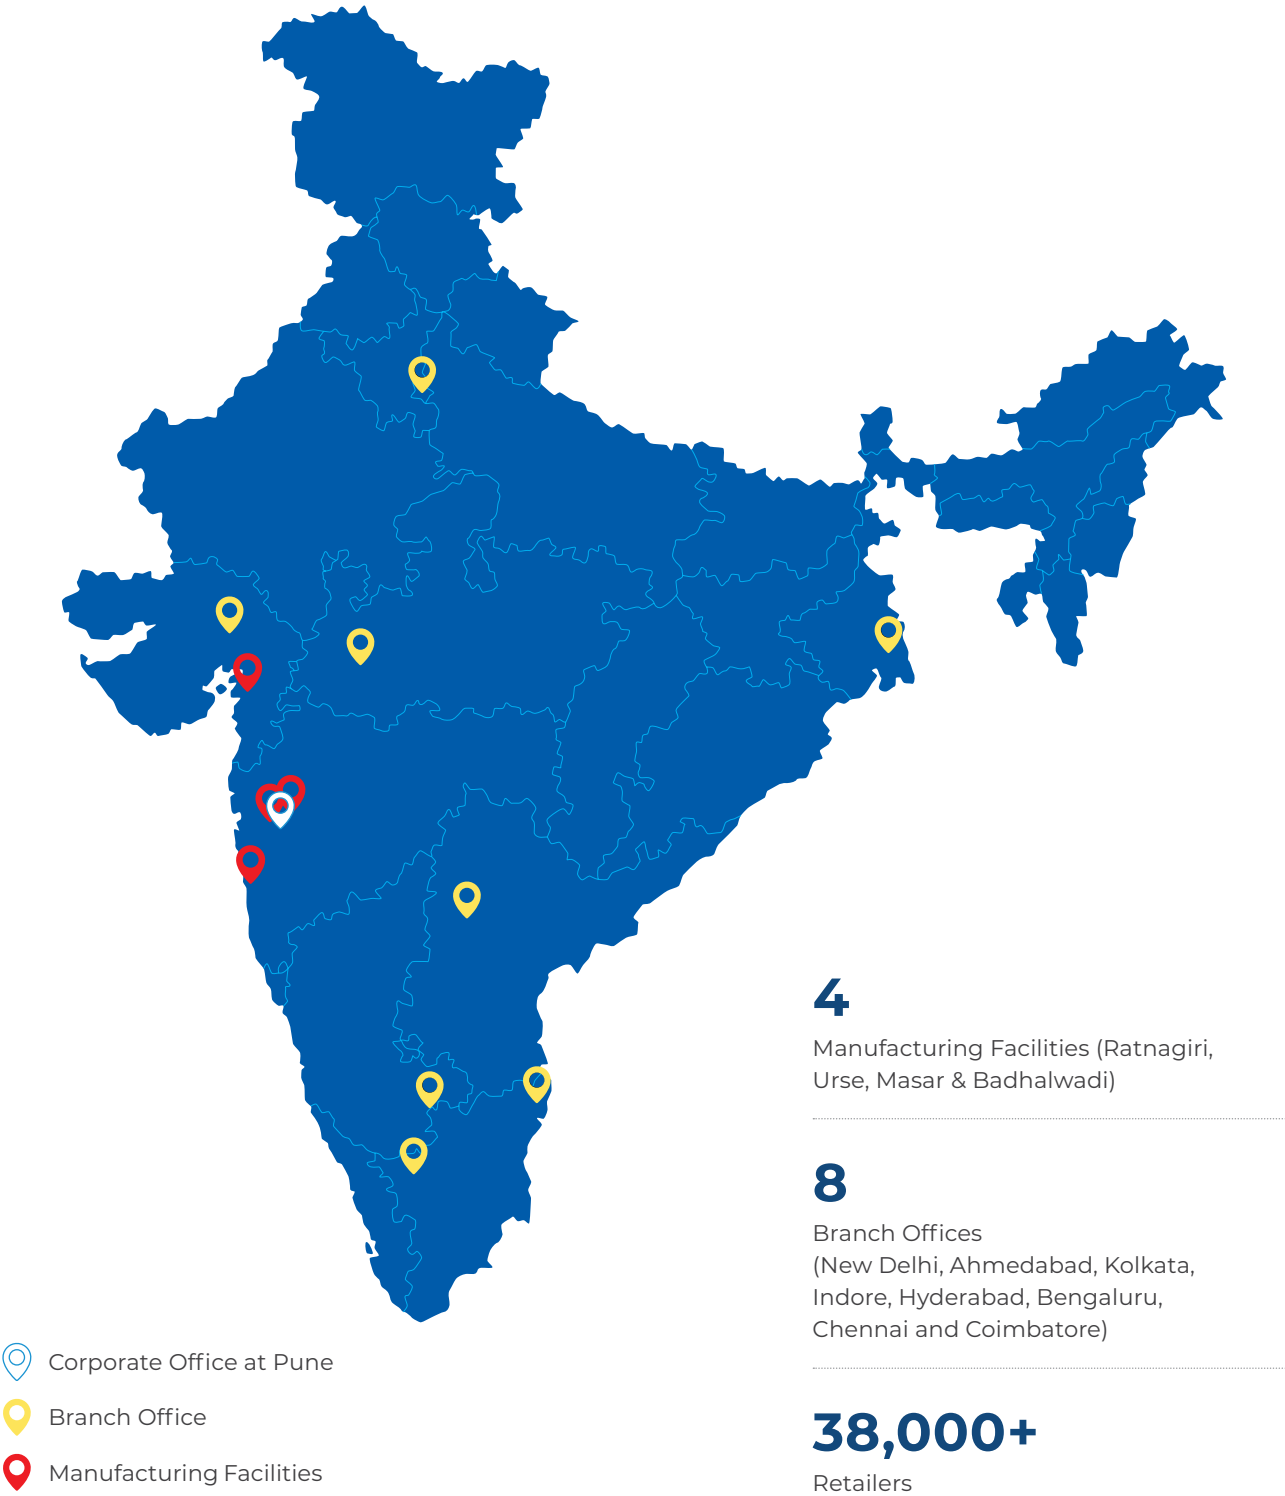 4
Manufacturing Facilities (Ratnagiri,
Urse, Masar & Badhalwadi)
8
Branch Offices
(New Delhi, Ahmedabad, Kolkata,
Indore, Hyderabad, Bengaluru,
Chennai and Coimbatore)
38,000+
Retailers
Corporate Office at Pune
Branch Office
Manufacturing Facilities